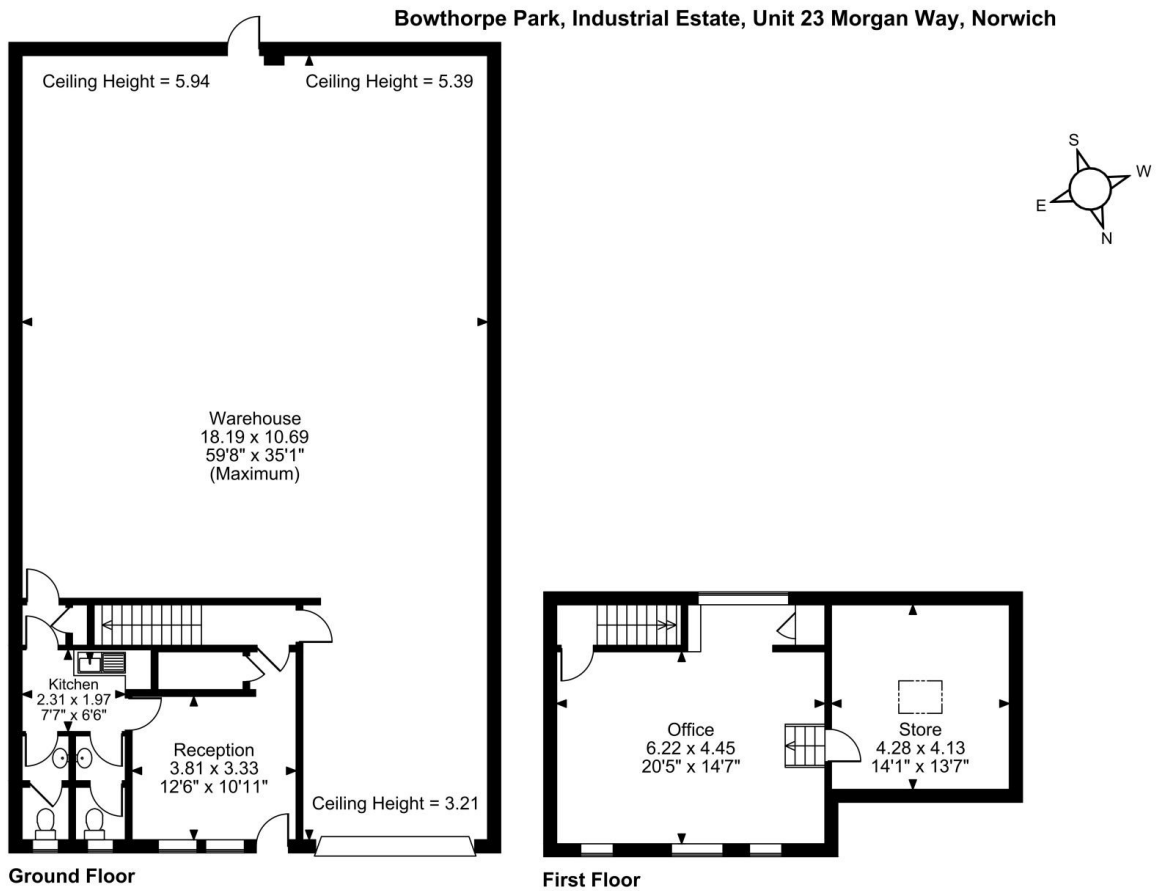 Bowthorpe Park, Industrial Estate, Unit 23 Morgan Way, Norwich
Ceiling Height = 5.94
Ceiling Height = 5.39
S
W
E
N
Warehouse
18.19 x 10.69
59'8" x 35'1"
(Maximum)
Kitchen
2.31 x 1.97
7'7" x 6'6"
Reception
3.81 x 3.33
12'6" x 10'11"
Ceiling Height = 3.21
Office
6.22 x 4.45
20'5" x 14'7"
Store
4.28 x 4.13
14'1" x 13'7"
Ground Floor
First Floor